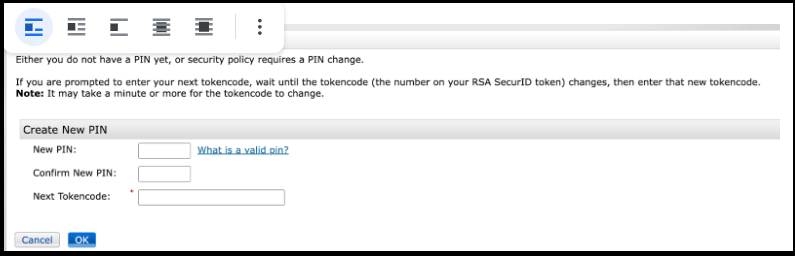 Either you do not have a PIN yet, or security policy requires a PIN change.
If you are prompted to enter your next tokencode, wait until the tokencode (the number on your RSA SecurID token) changes, then enter that new tokencode.
Note: It may take a minute or more for the tokencode to change.
Create New PIN
New PIN: What is a valid pin?
Confirm New PIN:
Next Tokencode: *
Cancel OK